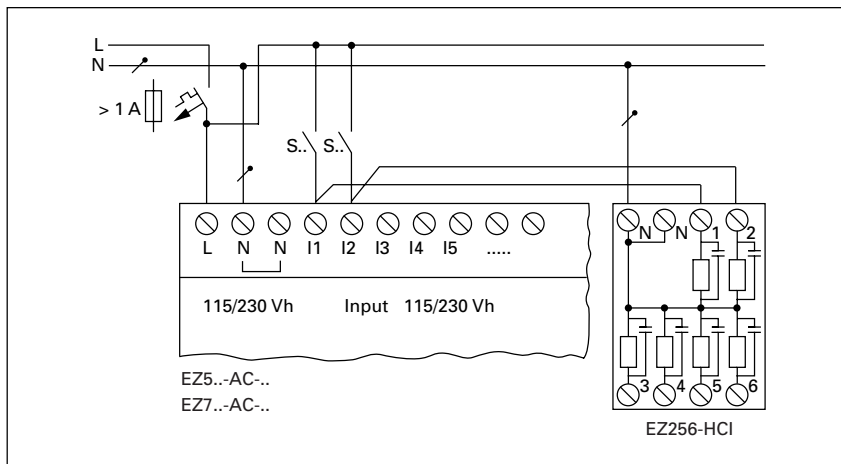 L
N
> 1 A
S.. S..
L N N I1 I2 I3 I4 I5 .....
N N 1 2
115/230 Vh Input 115/230 Vh
3 4 5 6
EZ5..-AC-..
EZ7..-AC-..
EZ256-HCI